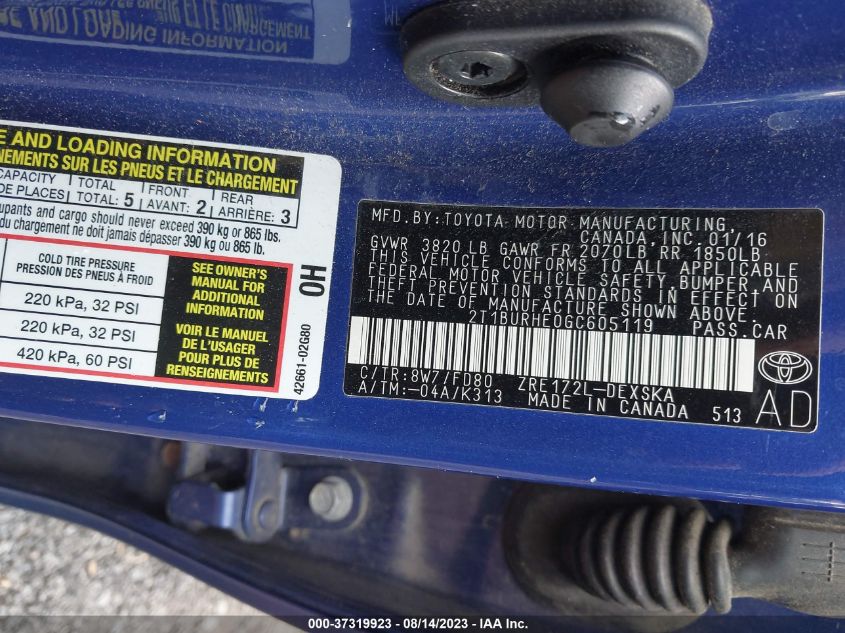 E AND LOADING INFORMATION
NEMENTS SUR LES PNEUS ET LE CHARGEMENT
CAPACITY TOTAL FRONT REAR
DE PLACES TOTAL: 5 AVANT: 2 ARRIÈRE: 3
upants and cargo should never exceed 390 kg or 865 lbs.
du chargement ne doit jamais dépasser 390 kg ou 865 lb.
COLD TIRE PRESSURE
PRESSION DES PNEUS À FROID
220 kPa, 32 PSI
220 kPa, 32 PSI
420 kPa, 60 PSI
SEE OWNER'S
MANUAL FOR
ADDITIONAL
INFORMATION
VOIR LE MANUEL
DE L'USAGER
POUR PLUS DE
RENSEIGNEMENTS
OH
42661-02G80
MFD. BY: TOYOTA MOTOR MANUFACTURING,
CANADA, INC. 01/16
GVWR 3820 LB GAWR FR 2070LB, RR 1850LB
THIS VEHICLE CONFORMS TO ALL APPLICABLE
FEDERAL MOTOR VEHICLE SAFETY, BUMPER, AND
THEFT PREVENTION STANDARDS IN EFFECT ON
THE DATE OF MANUFACTURE SHOWN ABOVE.
2T1BURHE0GC605119 PASS. CAR
C/TR: 8W7/FD80 ZRE172L-DEXSKA
A/TM: -04A/K313 MADE IN CANADA 513
AD
000-37319923 - 08/14/2023 - Copyright IAA, Inc.